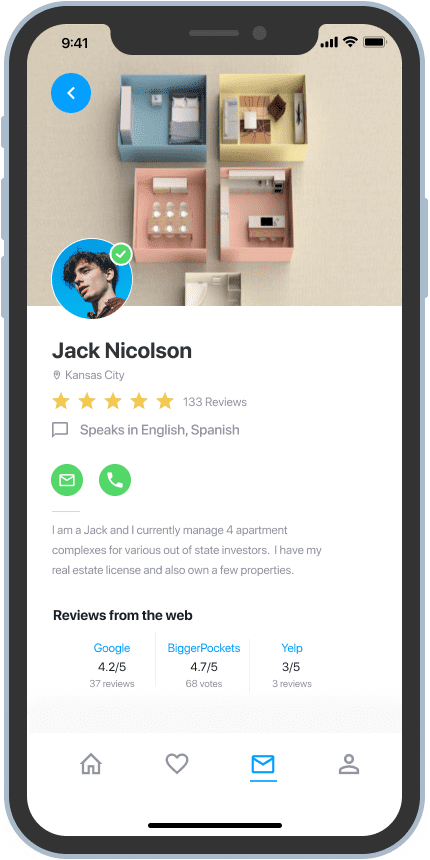 9:41
Jack Nicolson
Kansas City
133 Reviews
Speaks in English, Spanish
I am a Jack and I currently manage 4 apartment
complexes for various out of state investors. I have my
real estate license and also own a few properties.
Reviews from the web
Google BiggerPockets Yelp
4.2/5 4.7/5 3/5
37 reviews 68 votes 3 reviews